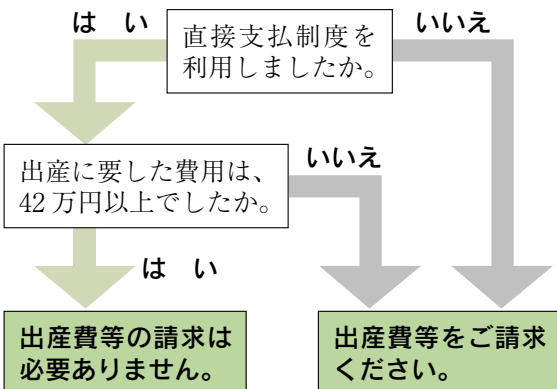 は い
いいえ
直接支払制度を
利用しましたか。
出産に要した費用は、
42万円以上でしたか。
いいえ
は い
出産費等の請求は
必要ありません。
出産費等をご請求
ください。